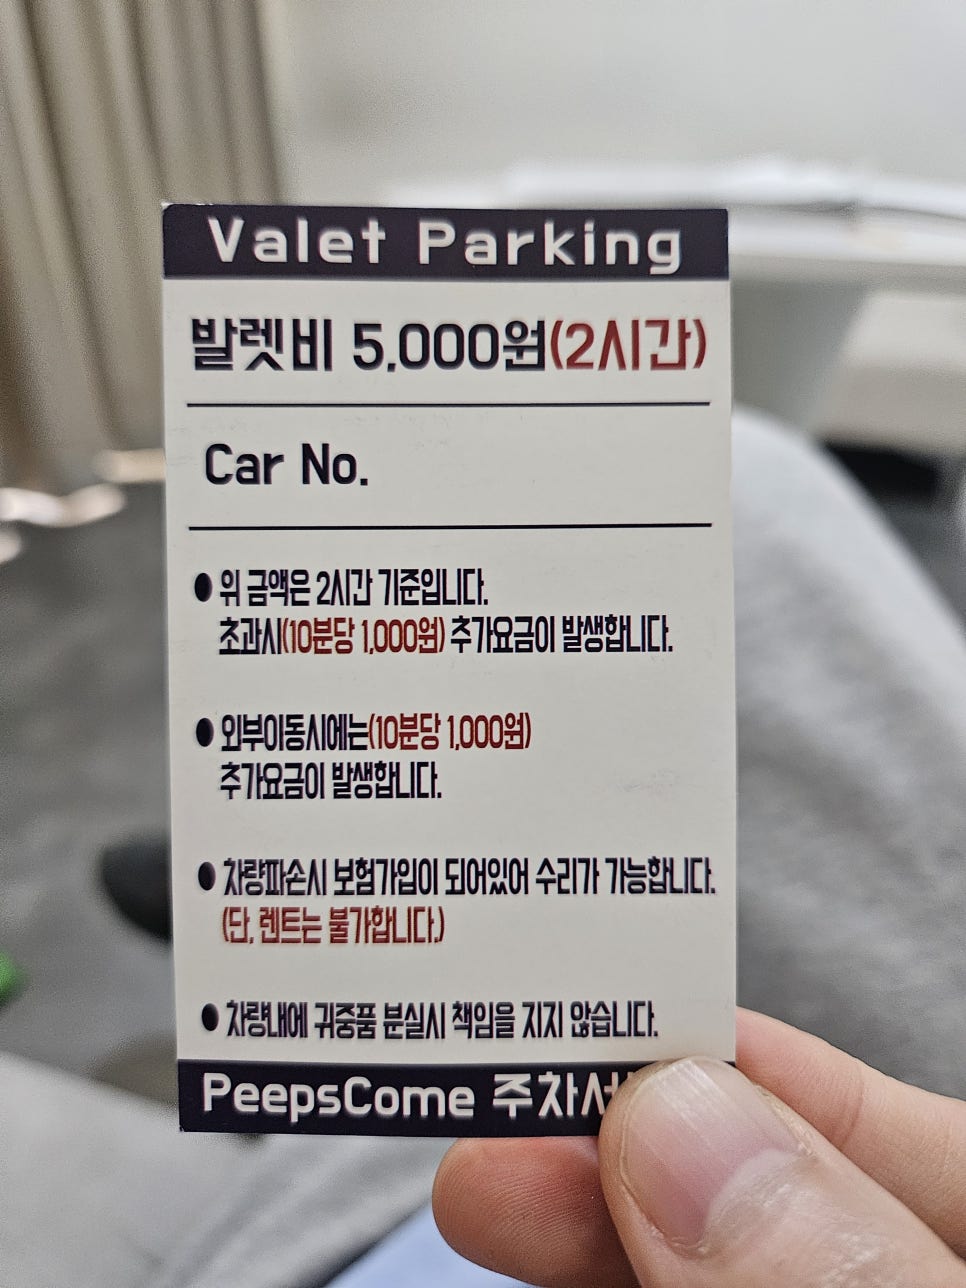 Valet Parking
발렛비 5,000원(2시간)
Car No.
● 위 금액은 2시간 기준입니다.
초과시(10분당 1,000원) 추가요금이 발생합니다.
● 외부이동시에는(10분당 1,000원)
추가요금이 발생합니다.
● 차량파손시 보험가입이 되어있어 수리가 가능합니다.
(단, 렌트는 불가합니다.)
● 차량내에 귀중품 분실시 책임을 지지 않습니다.
PeepsCome